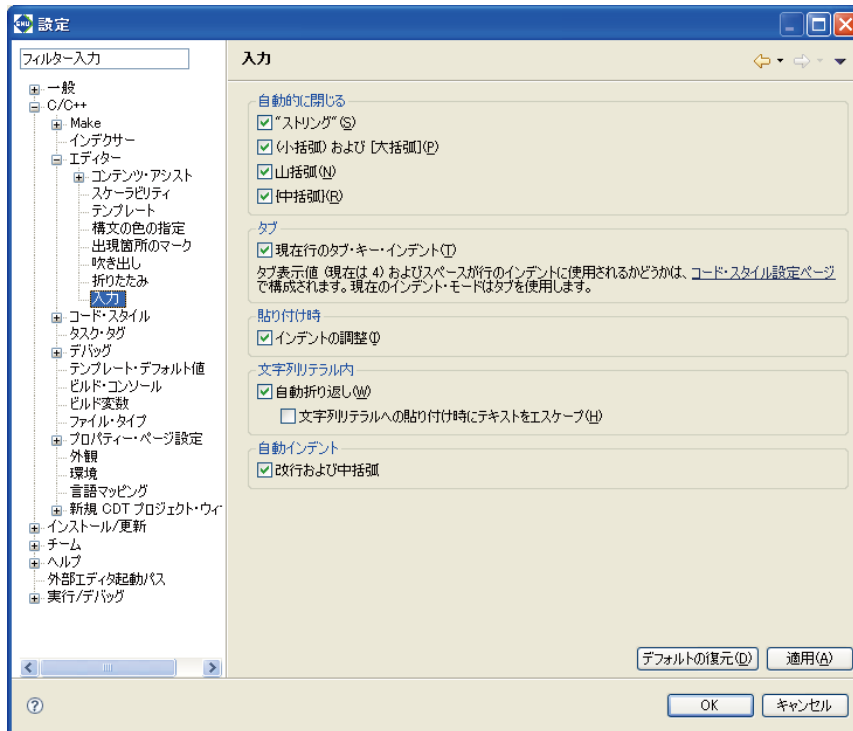 設定
フィルター入力
入力
一般
C/C++
Make
インデクサー
エディター
コンテンツ・アシスト
スケーラビリティ
テンプレート
構文の色の指定
出現箇所のマーク
吹き出し
折りたたみ
入力
コード・スタイル
タスク・タグ
デバッグ
テンプレート・デフォルト値
ビルド・コンソール
ビルド変数
ファイル・タイプ
プロパティー・ページ設定
外観
環境
言語マッピング
新規 CDT プロジェクト・ウィ
インストール/更新
チーム
ヘルプ
外部エディタ起動パス
実行/デバッグ
自動的に閉じる
"ストリング"(S)
(小括弧) および [大括弧](P)
山括弧(N)
{中括弧}(R)
タブ
現在行のタブ・キー・インデント(T)
タブ表示値 (現在は 4) およびスペースが行のインデントに使用されるかどうかは、コード・スタイル設定ページ
で構成されます。現在のインデント・モードはタブを使用します。
貼り付け時
インデントの調整(I)
文字列リテラル内
自動折り返し(W)
文字列リテラルへの貼り付け時にテキストをエスケープ(H)
自動インデント
改行および中括弧
デフォルトの復元(D)
適用(A)
OK
キャンセル